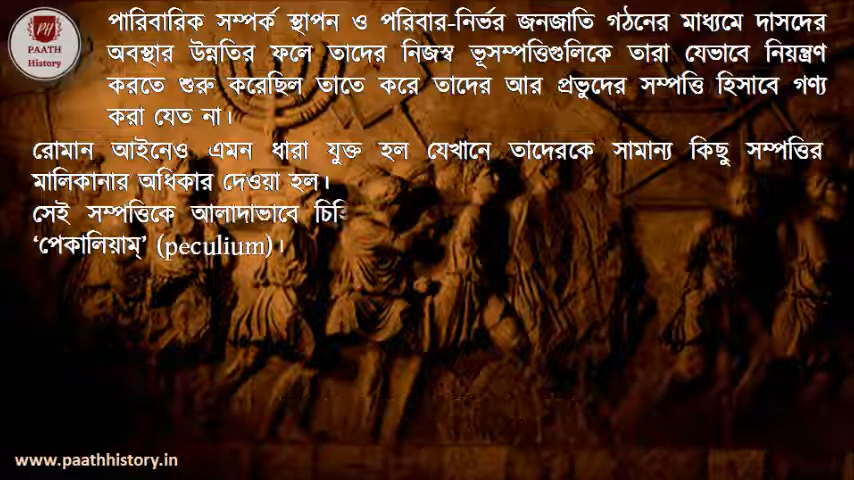 PH
PAATH
History
পারিবারিক সম্পর্ক স্থাপন ও পরিবার-নির্ভর জনজাতি গঠনের মাধ্যমে দাসদের
অবস্থার উন্নতির ফলে তাদের নিজস্ব ভূসম্পত্তিগুলিকে তারা যেভাবে নিয়ন্ত্রণ
করতে শুরু করেছিল তাতে করে তাদের আর প্রভুদের সম্পত্তি হিসাবে গণ্য
করা যেত না।
রোমান আইনেও এমন ধারা যুক্ত হল যেখানে তাদেরকে সামান্য কিছু সম্পত্তির
মালিকানার অধিকার দেওয়া হল।
সেই সম্পত্তিকে আলাদাভাবে
‘পেকালিয়াম্’ (peculium)।
www.paathhistory.in